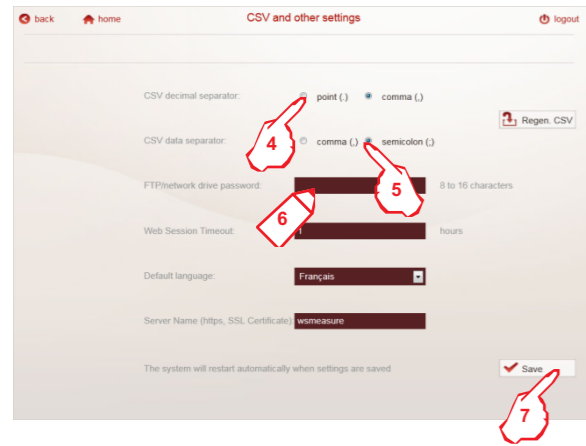 back home CSV and other settings logout
CSV decimal separator: point (.) comma (,)
Regen. CSV
CSV data separator: comma (,) semicolon (;)
4
5
FTP/network drive password: 8 to 16 characters
6
Web Session Timeout: hours
Default language: Français
Server Name (https, SSL Certificate): wsmeasure
The system will restart automatically when settings are saved Save
7